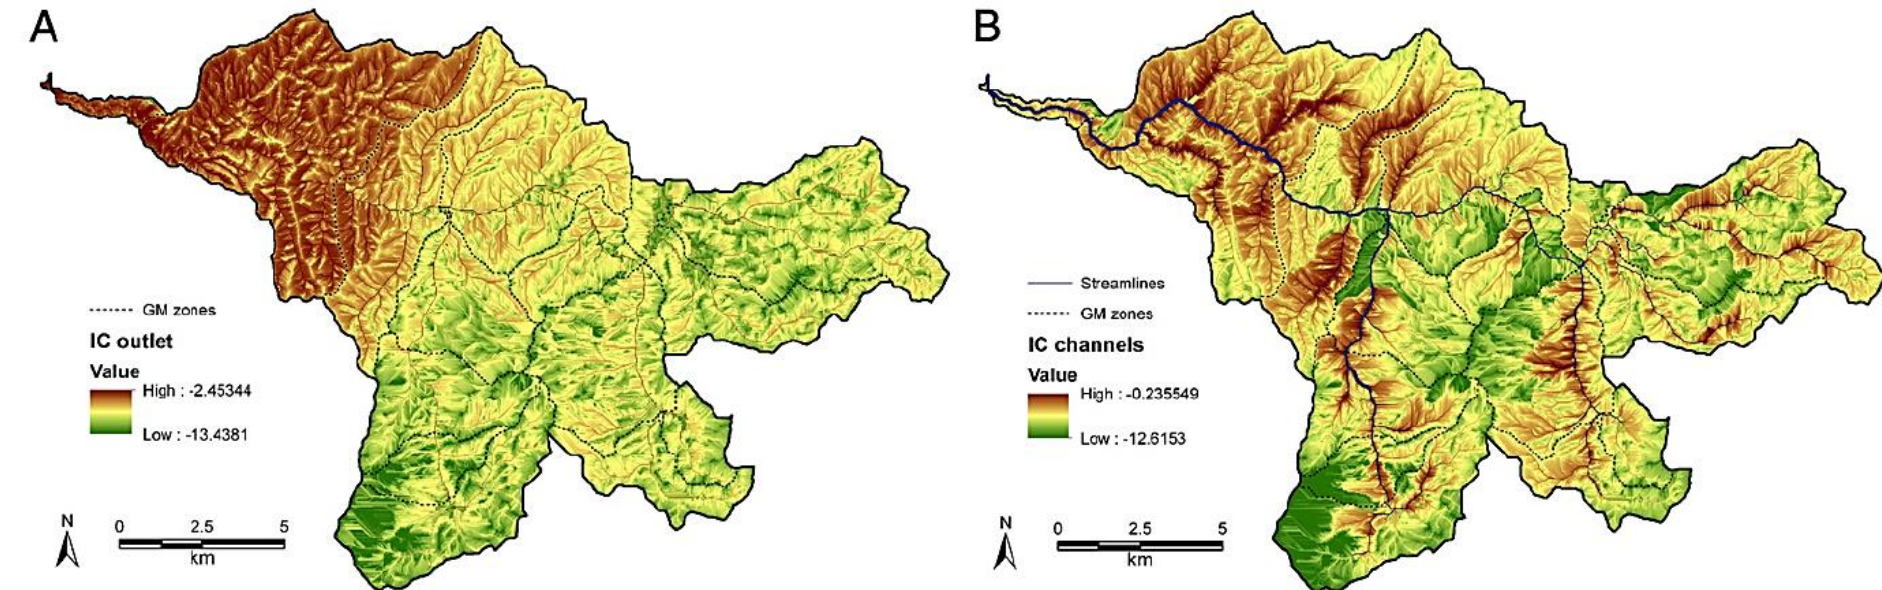 A
GM zones
IC outlet
Value
High : -2.45344
Low : -13.4381
N
0 2.5 5
km
B
Streamlines
GM zones
IC channels
Value
High : -0.235549
Low : -12.6153
N
0 2.5 5
km